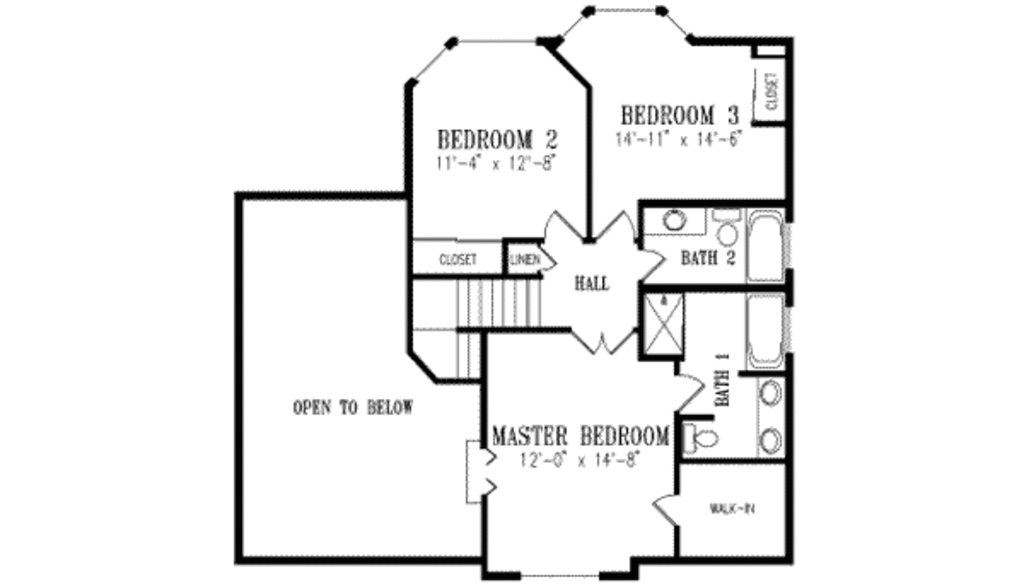 BEDROOM 3
14'-11" x 14'-6"
CLOSET
BEDROOM 2
11'-4" x 12'-8"
CLOSET
LINEN
HALL
BATH 2
BATH 1
OPEN TO BELOW
MASTER BEDROOM
12'-0" x 14'-8"
WALK-IN